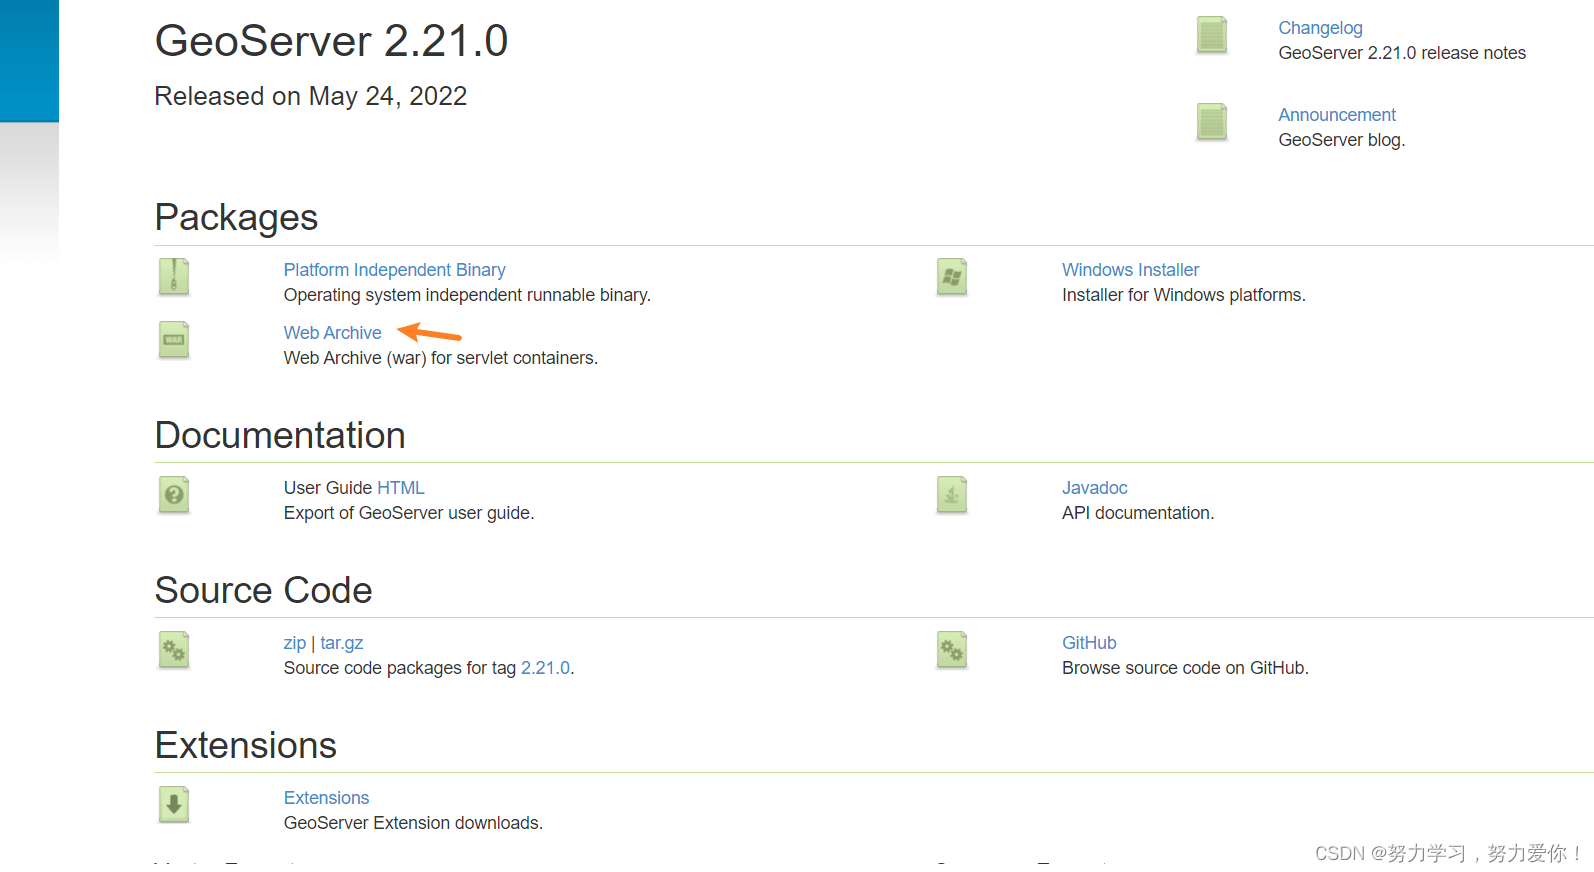 GeoServer 2.21.0
Released on May 24, 2022
Changelog
GeoServer 2.21.0 release notes
Announcement
GeoServer blog.
Packages
Platform Independent Binary
Operating system independent runnable binary.
Windows Installer
Installer for Windows platforms.
WAR
Web Archive
Web Archive (war) for servlet containers.
Documentation
User Guide HTML
Export of GeoServer user guide.
Javadoc
API documentation.
Source Code
zip | tar.gz
Source code packages for tag 2.21.0.
GitHub
Browse source code on GitHub.
Extensions
Extensions
GeoServer Extension downloads.
CSDN @努力学习，努力爱你！